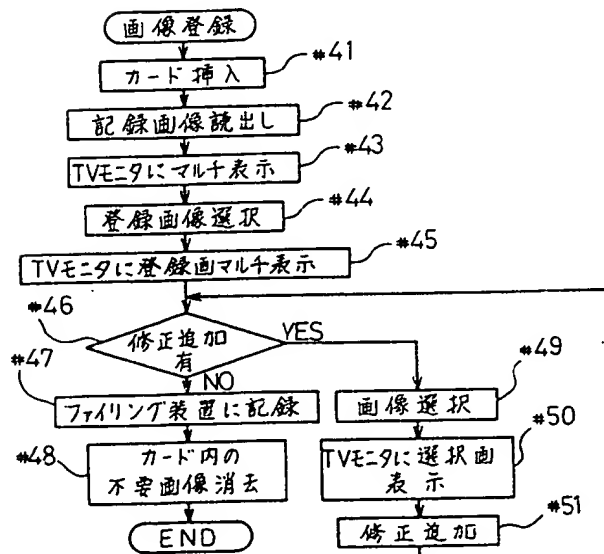 画像登録
#41
カード挿入
#42
記録画像読出し
#43
TVモニタにマルチ表示
#44
登録画像選択
#45
TVモニタに登録画マルチ表示
#46
修正追加
有
YES
NO
#47
ファイリング装置に記録
#48
カード内の
不要画像消去
END
#49
画像選択
#50
TVモニタに選択画
表示
#51
修正追加